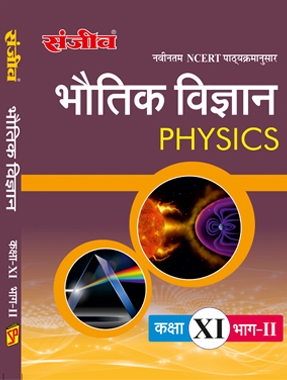 संजीव
नवीनतम NCERT पाठ्यक्रमानुसार
भौतिक विज्ञान
PHYSICS
कक्षा XI भाग-II
संजीव
भौतिक विज्ञान
कक्षा-XI भाग-II